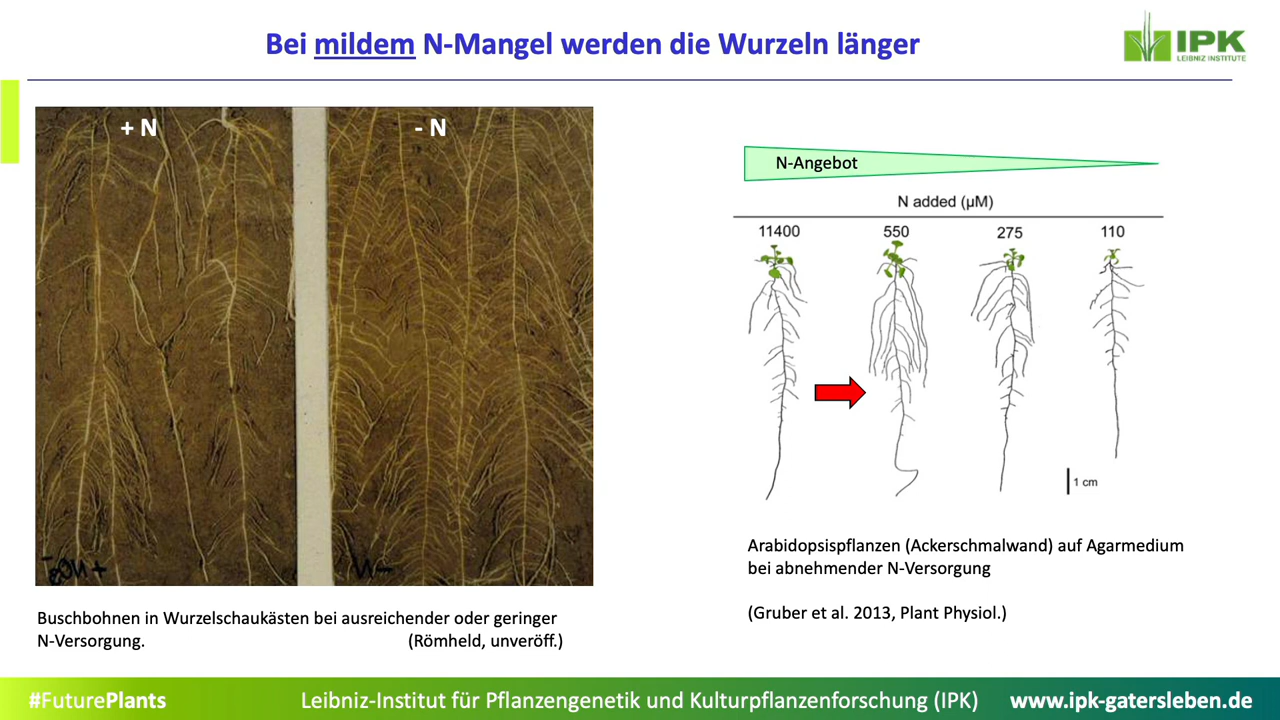 Bei mildem N-Mangel werden die Wurzeln länger
IPK
LEIBNIZ INSTITUTE
+ N
- N
N-Angebot
N added (µM)
11400 550 275 110
1 cm
Arabidopsispflanzen (Ackerschmalwand) auf Agarmedium
bei abnehmender N-Versorgung
(Gruber et al. 2013, Plant Physiol.)
Buschbohnen in Wurzelschaukästen bei ausreichender oder geringer
N-Versorgung. (Römheld, unveröff.)
#FuturePlants
Leibniz-Institut für Pflanzengenetik und Kulturpflanzenforschung (IPK)
www.ipk-gatersleben.de